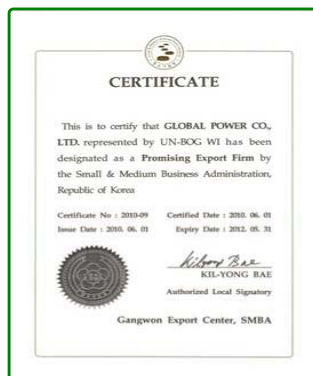 CERTIFICATE
This is to certify that GLOBAL POWER CO.,
LTD. represented by UN-BOG WI has been
designated as a Promising Export Firm by
the Small & Medium Business Administration,
Republic of Korea
Certificate No : 2010-09 Certified Date : 2010. 06. 01
Issue Date : 2010. 06. 01 Expiry Date : 2012. 05. 31
Kilyong Bae
KIL-YONG BAE
Authorized Local Signatory
Gangwon Export Center, SMBA